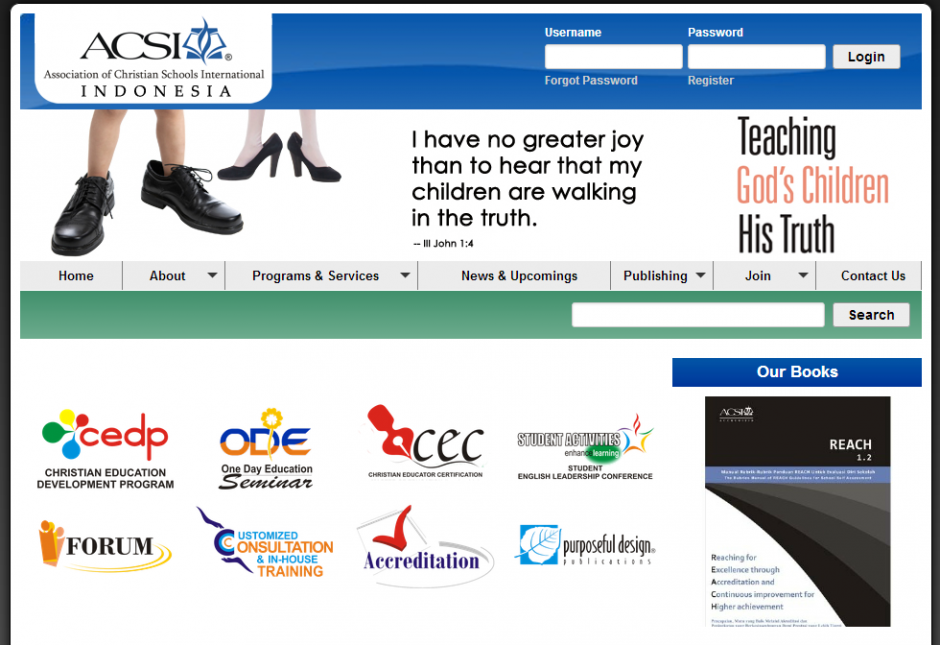 ACSI®
Association of Christian Schools International
INDONESIA
Username
Password
Login
Forgot Password
Register
I have no greater joy
than to hear that my
children are walking
in the truth.
-- III John 1:4
Teaching
God's Children
His Truth
Home
About
Programs & Services
News & Upcomings
Publishing
Join
Contact Us
Search
Our Books
cedp
CHRISTIAN EDUCATION
DEVELOPMENT PROGRAM
ODE
One Day Education
Seminar
CEC
CHRISTIAN EDUCATOR CERTIFICATION
STUDENT ACTIVITIES
enhance learning
STUDENT
ENGLISH LEADERSHIP CONFERENCE
iFORUM
CUSTOMIZED
CONSULTATION
& IN-HOUSE
TRAINING
Accreditation
purposeful design®
publications
ACSI
REACH
1.2
Reaching for
Excellence through
Accreditation and
Continuous improvement for
Higher achievement